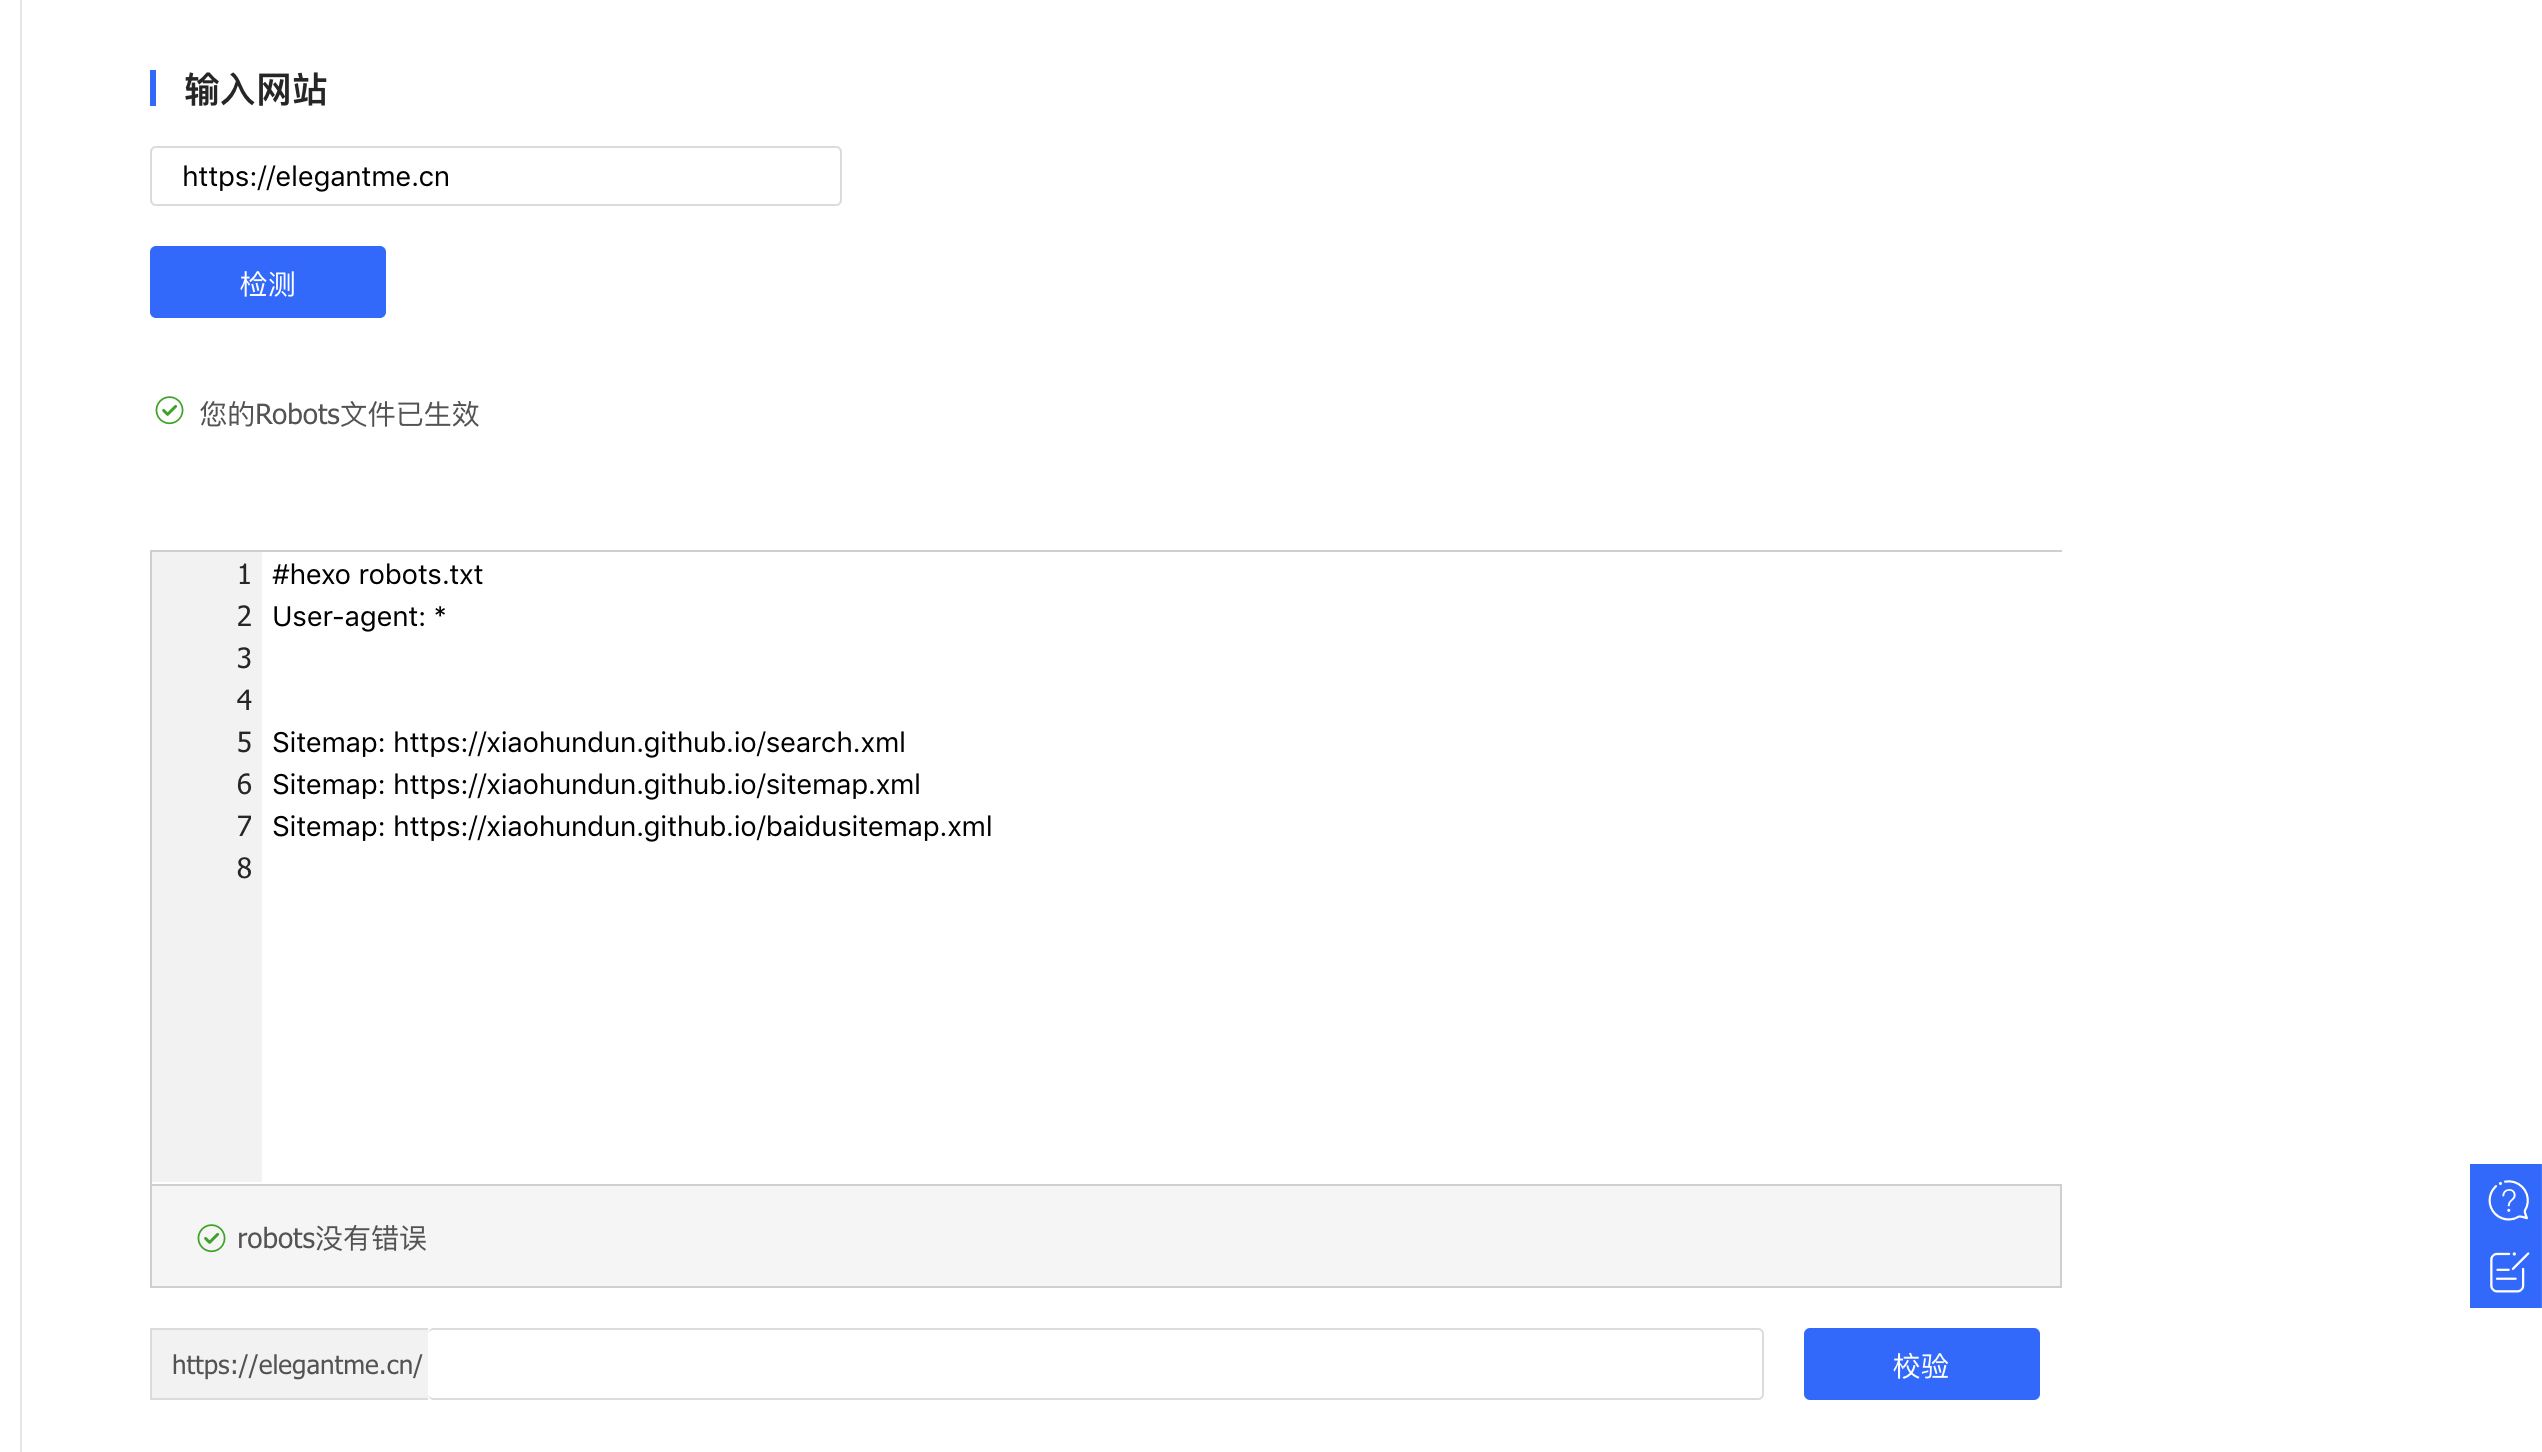 输入网站
https://elegantme.cn
检测
您的Robots文件已生效
1 #hexo robots.txt
2 User-agent: *
3
4
5 Sitemap: https://xiaohundun.github.io/search.xml
6 Sitemap: https://xiaohundun.github.io/sitemap.xml
7 Sitemap: https://xiaohundun.github.io/baidusitemap.xml
8
robots没有错误
https://elegantme.cn/ 校验